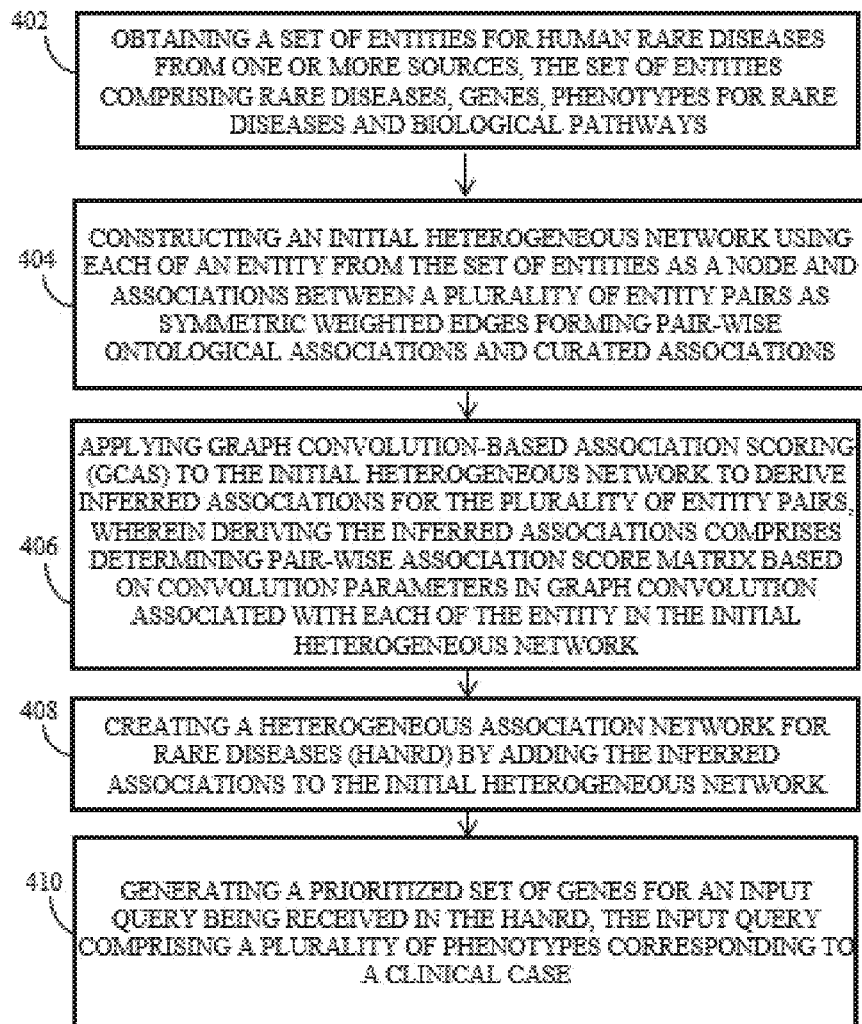 402
OBTAINING A SET OF ENTITIES FOR HUMAN RARE DISEASES
FROM ONE OR MORE SOURCES, THE SET OF ENTITIES
COMPRISING RARE DISEASES, GENES, PHENOTYPES FOR RARE
DISEASES AND BIOLOGICAL PATHWAYS
404
CONSTRUCTING AN INITIAL HETEROGENEOUS NETWORK USING
EACH OF AN ENTITY FROM THE SET OF ENTITIES AS A NODE AND
ASSOCIATIONS BETWEEN A PLURALITY OF ENTITY PAIRS AS
SYMMETRIC WEIGHTED EDGES FORMING PAIR-WISE
ONTOLOGICAL ASSOCIATIONS AND CURATED ASSOCIATIONS
406
APPLYING GRAPH CONVOLUTION-BASED ASSOCIATION SCORING
(GCAS) TO THE INITIAL HETEROGENEOUS NETWORK TO DERIVE
INFERRED ASSOCIATIONS FOR THE PLURALITY OF ENTITY PAIRS,
WHEREIN DERIVING THE INFERRED ASSOCIATIONS COMPRISES
DETERMINING PAIR-WISE ASSOCIATION SCORE MATRIX BASED
ON CONVOLUTION PARAMETERS IN GRAPH CONVOLUTION
ASSOCIATED WITH EACH OF THE ENTITY IN THE INITIAL
HETEROGENEOUS NETWORK
408
CREATING A HETEROGENEOUS ASSOCIATION NETWORK FOR
RARE DISEASES (HANRD) BY ADDING THE INFERRED
ASSOCIATIONS TO THE INITIAL HETEROGENEOUS NETWORK
410
GENERATING A PRIORITIZED SET OF GENES FOR AN INPUT
QUERY BEING RECEIVED IN THE HANRD, THE INPUT QUERY
COMPRISING A PLURALITY OF PHENOTYPES CORRESPONDING TO
A CLINICAL CASE